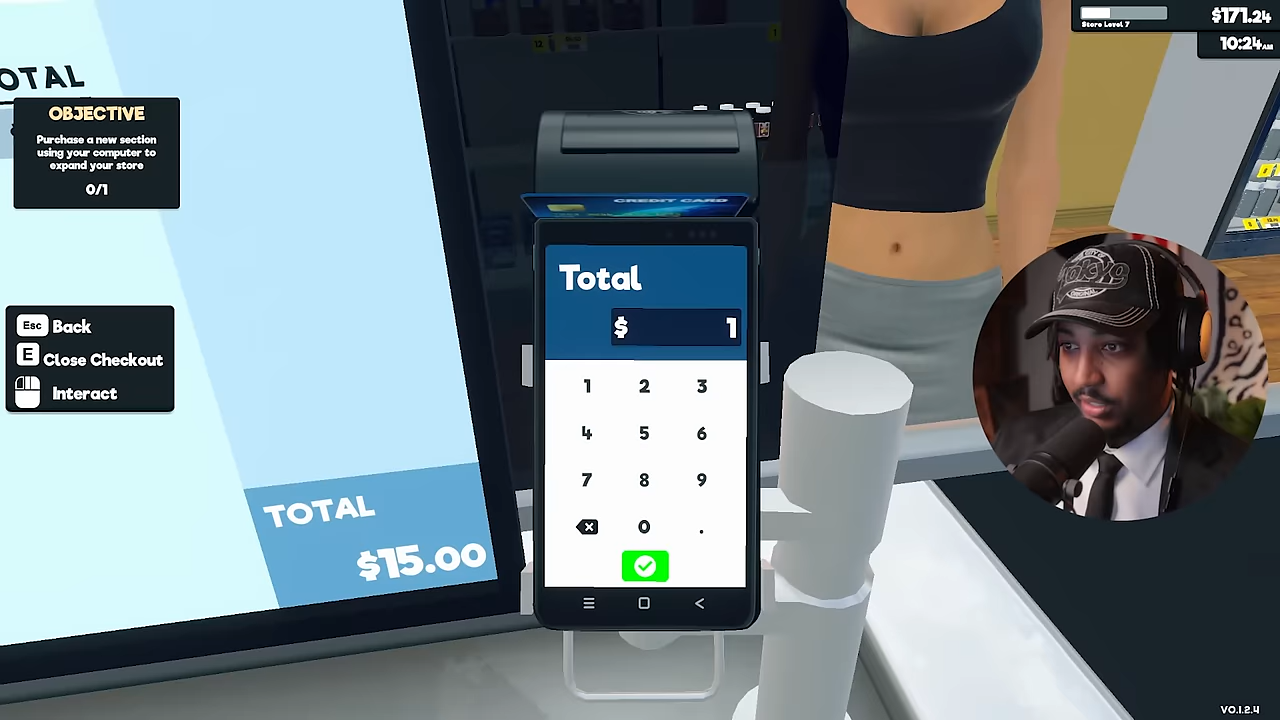 $171.24
Store Level 7
10:24AM
OTAL
OBJECTIVE
Purchase a new section
using your computer to
expand your store
0/1
Esc Back
E Close Checkout
Interact
TOTAL
$15.00
CREDIT CARD
Total
$ 1
1 2 3
4 5 6
7 8 9
0 .
TOKYO
V0.1.2.4